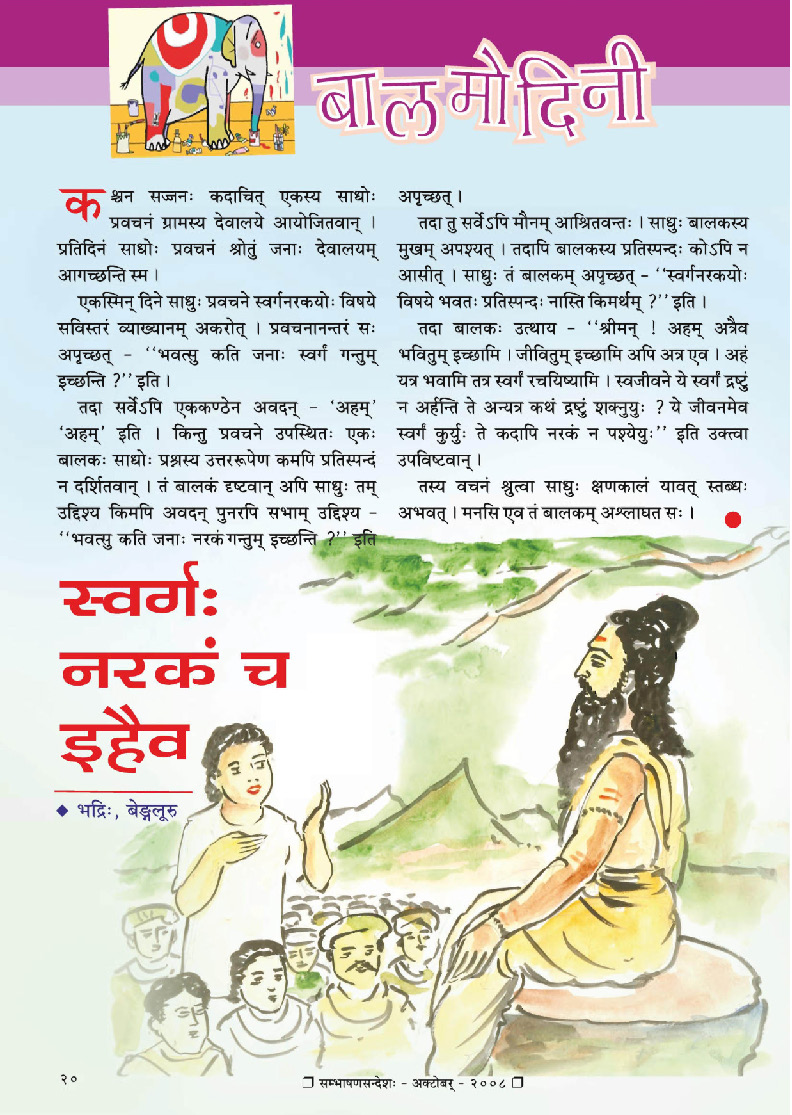 बालमोदिनी
कश्चन सज्जनः कदाचित् एकस्य साधोः
प्रवचनं ग्रामस्य देवालये आयोजितवान् ।
प्रतिदिनं साधोः प्रवचनं श्रोतुं जनाः देवालयम्
आगच्छन्ति स्म ।
एकस्मिन् दिने साधुः प्रवचने स्वर्गनरकयोः विषये
सविस्तरं व्याख्यानम् अकरोत् । प्रवचनानन्तरं सः
अपृच्छत् - ‘‘भवत्सु कति जनाः स्वर्गं गन्तुम्
इच्छन्ति ?’’ इति ।
तदा सर्वेऽपि एककण्ठेन अवदन् - ‘अहम्’
‘अहम्’ इति । किन्तु प्रवचने उपस्थितः एकः
बालकः साधोः प्रश्नस्य उत्तररूपेण कमपि प्रतिस्पन्दं
न दर्शितवान् । तं बालकं दृष्टवान् अपि साधुः तम्
उद्दिश्य किमपि अवदन् पुनरपि सभाम् उद्दिश्य -
‘‘भवत्सु कति जनाः नरकं गन्तुम् इच्छन्ति ?’’ इति
अपृच्छत् ।
तदा तु सर्वेऽपि मौनम् आश्रितवन्तः । साधुः बालकस्य
मुखम् अपश्यत् । तदापि बालकस्य प्रतिस्पन्दः कोऽपि न
आसीत् । साधुः तं बालकम् अपृच्छत् - ‘‘स्वर्गनरकयोः
विषये भवतः प्रतिस्पन्दः नास्ति किमर्थम् ?’’ इति ।
तदा बालकः उत्थाय - ‘‘श्रीमन् ! अहम् अत्रैव
भवितुम् इच्छामि । जीवितुम् इच्छामि अपि अत्र एव । अहं
यत्र भवामि तत्र स्वर्गं रचयिष्यामि । स्वजीवने ये स्वर्गं द्रष्टुं
न अर्हन्ति ते अन्यत्र कथं द्रष्टुं शक्नुयुः ? ये जीवनमेव
स्वर्गं कुर्युः ते कदापि नरकं न पश्येयुः’’ इति उक्त्वा
उपविष्टवान् ।
तस्य वचनं श्रुत्वा साधुः क्षणकालं यावत् स्तब्धः
अभवत् । मनसि एव तं बालकम् अश्लाघत सः ।
स्वर्गः
नरकं च
इहैव
◆ भद्रिः, बेङ्गलूरु
२०
❐ सम्भाषणसन्देशः - अक्टोबर् - २००८ ❐